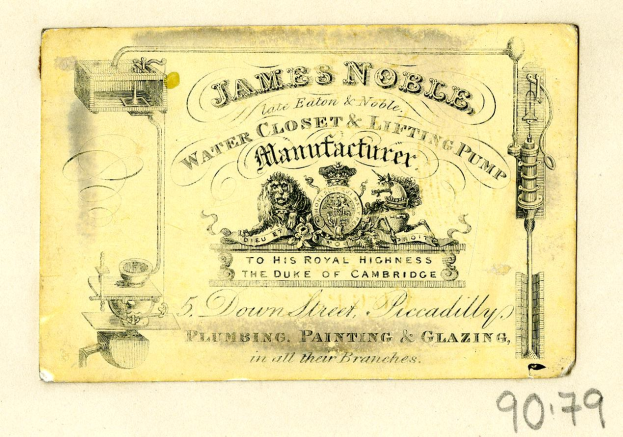 JAMES NOBLE,
late Eaton & Noble.
WATER CLOSET & LIFTING PUMP
Manufacturer
DIEU ET MON DROIT
TO HIS ROYAL HIGHNESS
THE DUKE OF CAMBRIDGE
5, Down Street, Piccadilly,
PLUMBING, PAINTING & GLAZING,
in all their Branches.
90.79